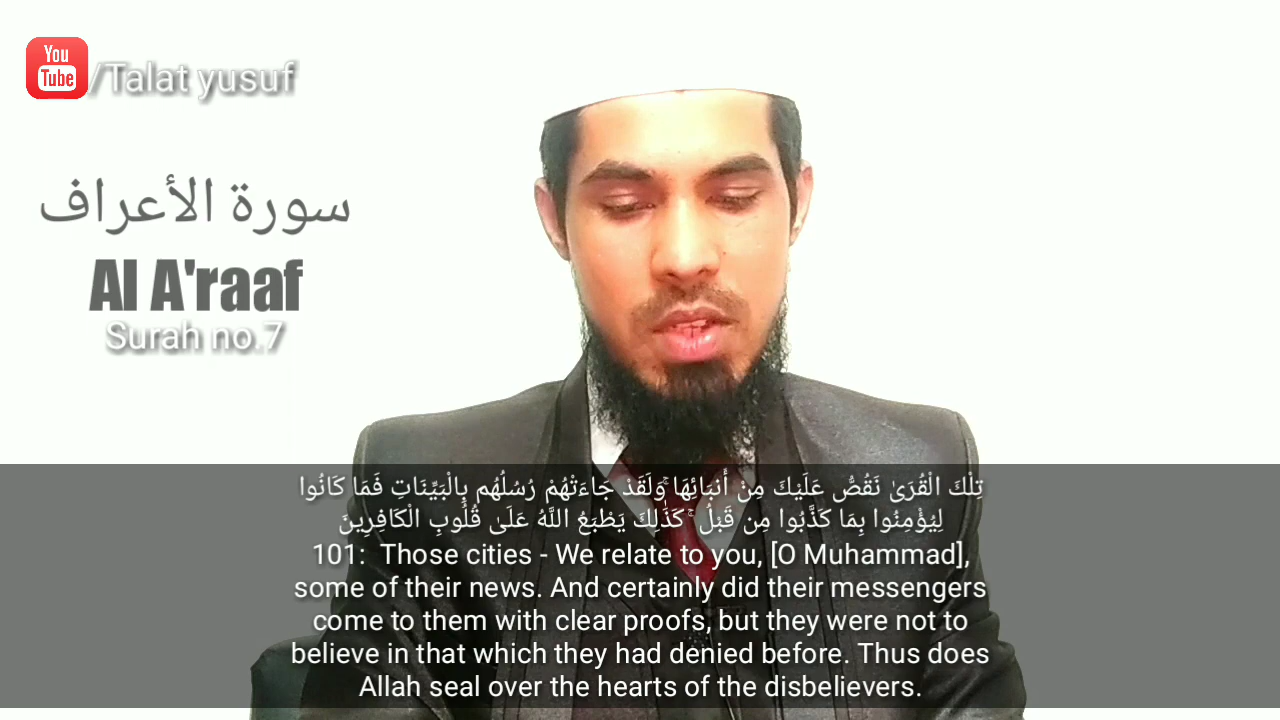 You
Tube
/Talat yusuf
سورة الأعراف
Al A'raaf
Surah no.7
تِلْكَ الْقُرَىٰ نَقُصُّ عَلَيْكَ مِنْ أَنبَائِهَا ۚ وَلَقَدْ جَاءَتْهُمْ رُسُلُهُم بِالْبَيِّنَاتِ فَمَا كَانُوا
لِيُؤْمِنُوا بِمَا كَذَّبُوا مِن قَبْلُ ۚ كَذَٰلِكَ يَطْبَعُ اللَّهُ عَلَىٰ قُلُوبِ الْكَافِرِينَ
101:  Those cities - We relate to you, [O Muhammad],
some of their news. And certainly did their messengers
come to them with clear proofs, but they were not to
believe in that which they had denied before. Thus does
Allah seal over the hearts of the disbelievers.